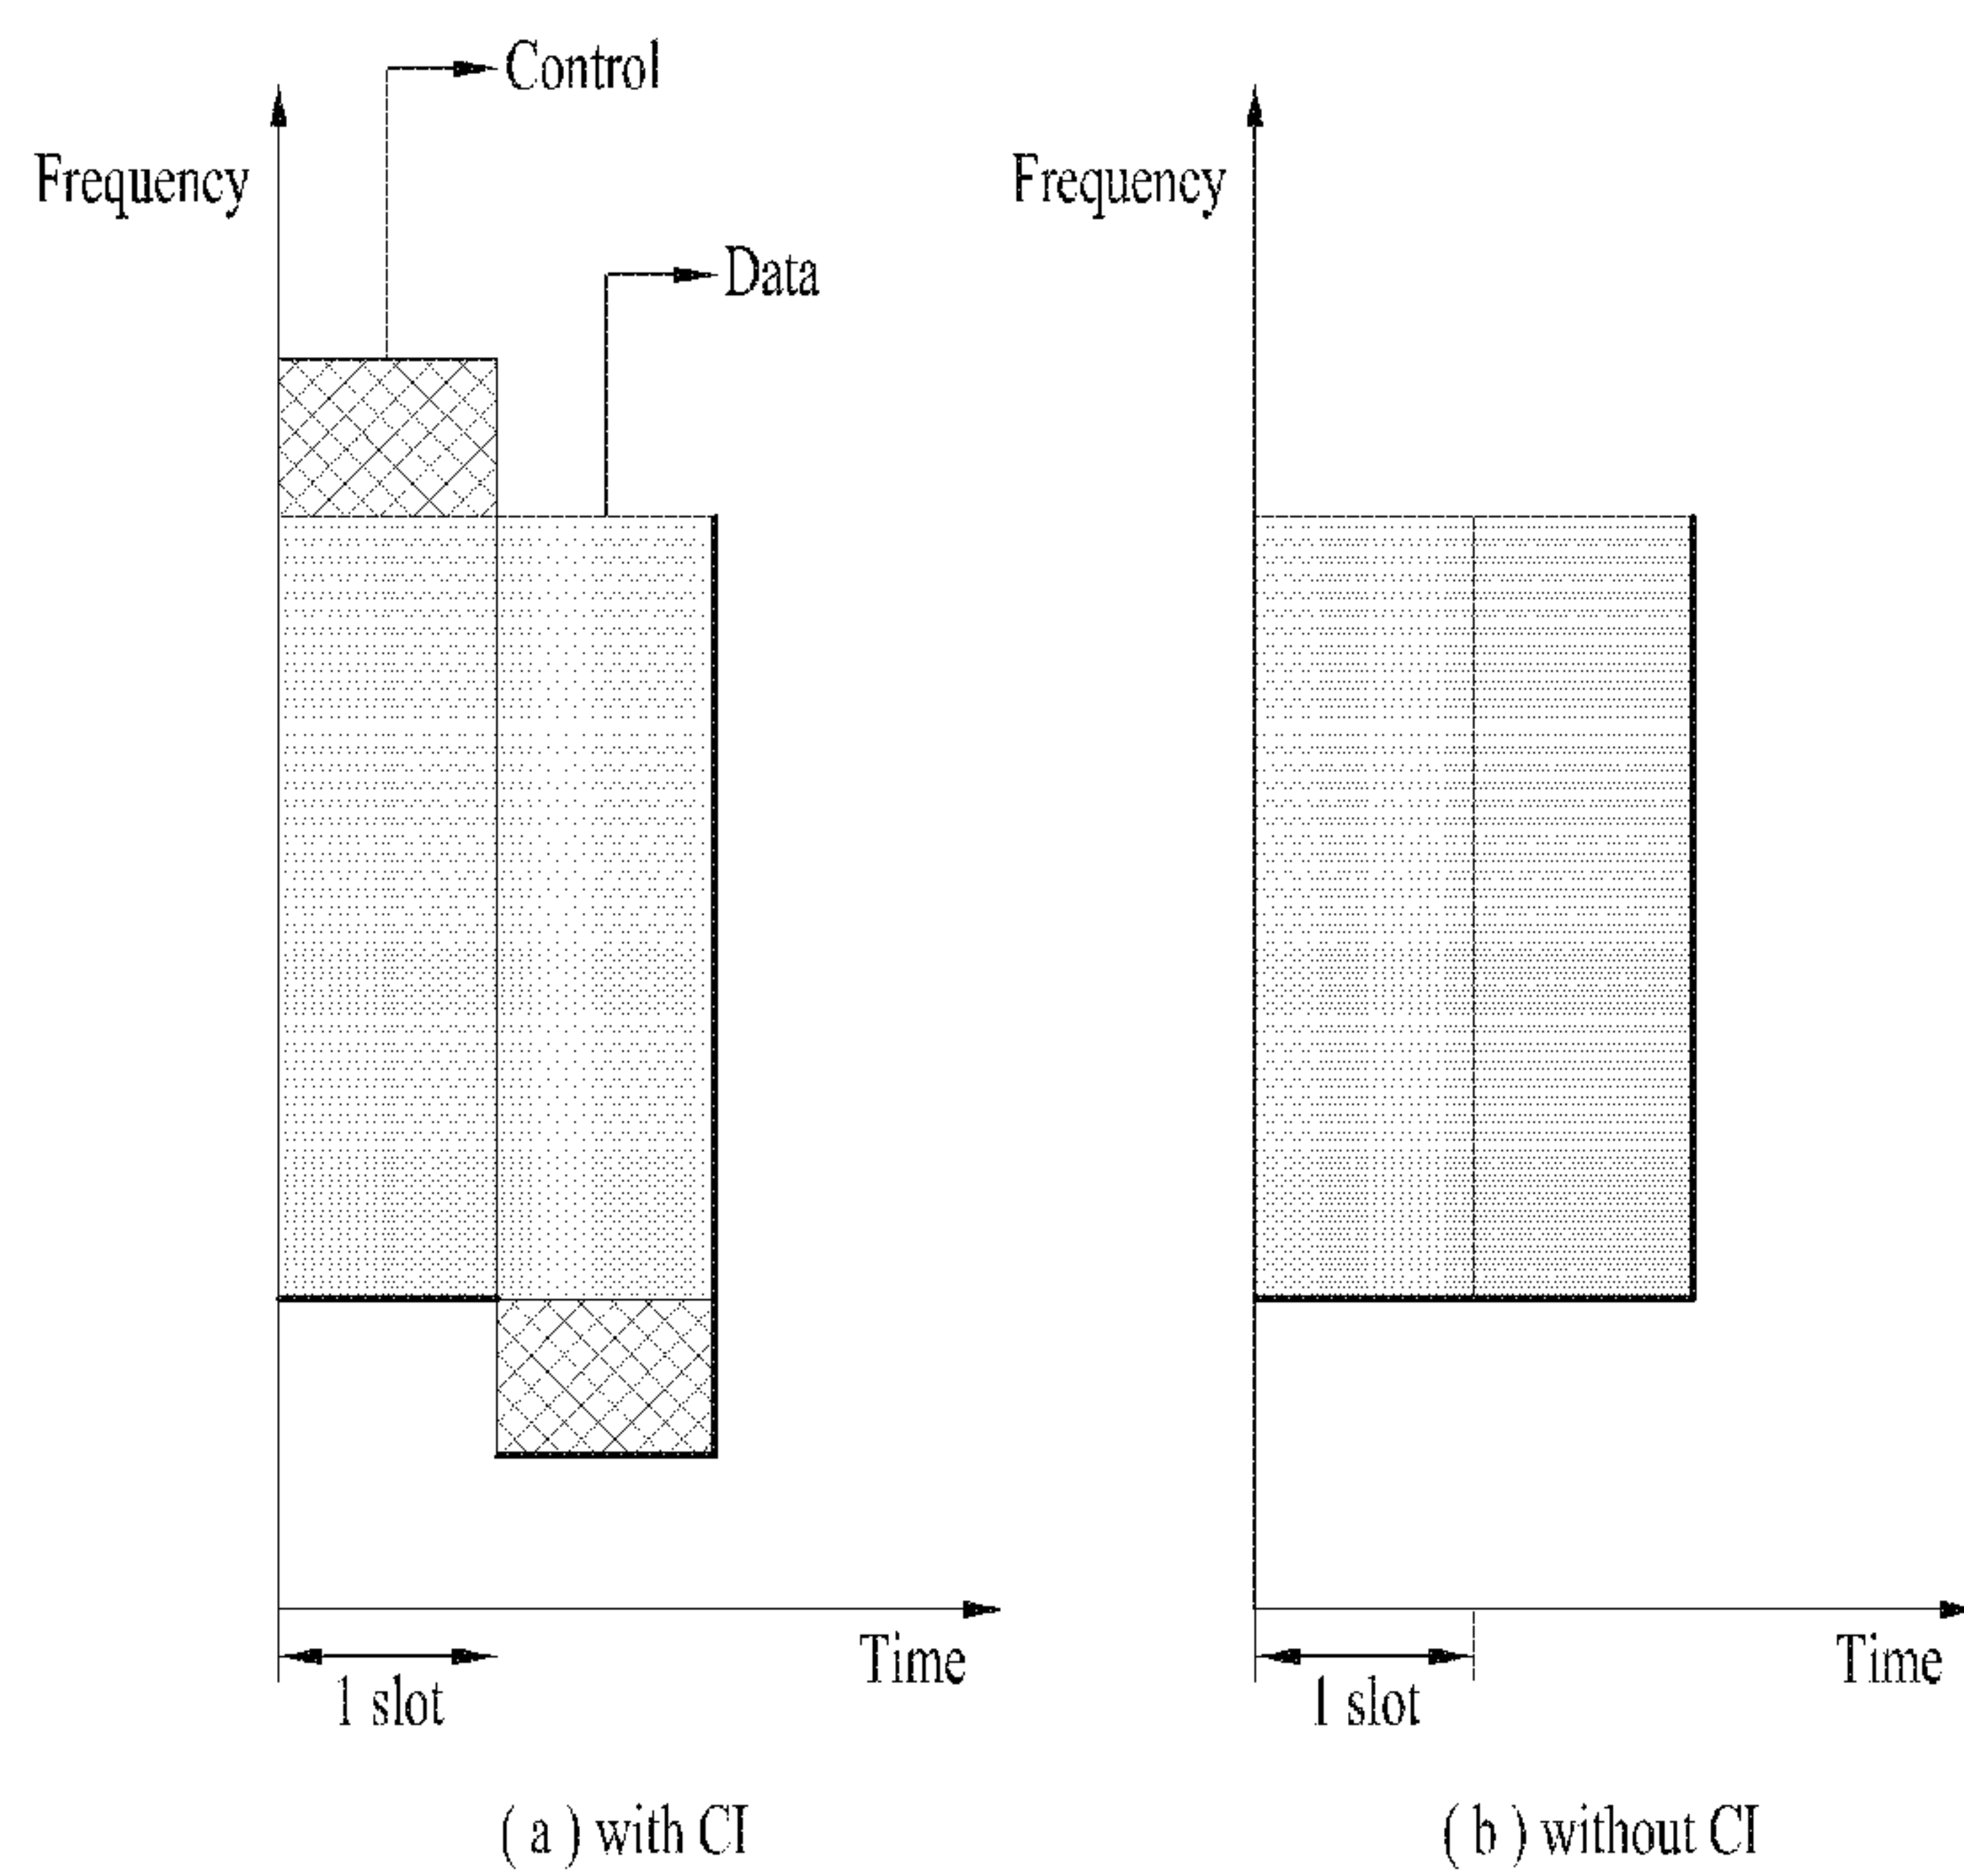 Control
Frequency
Data
Time
1 slot
( a ) with CI
Frequency
Time
1 slot
( b ) without CI